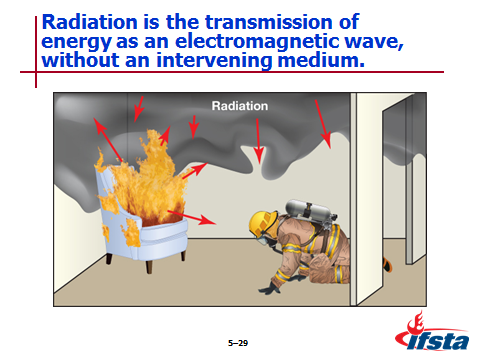 Radiation is the transmission of
energy as an electromagnetic wave,
without an intervening medium.
Radiation
5–29
ifsta